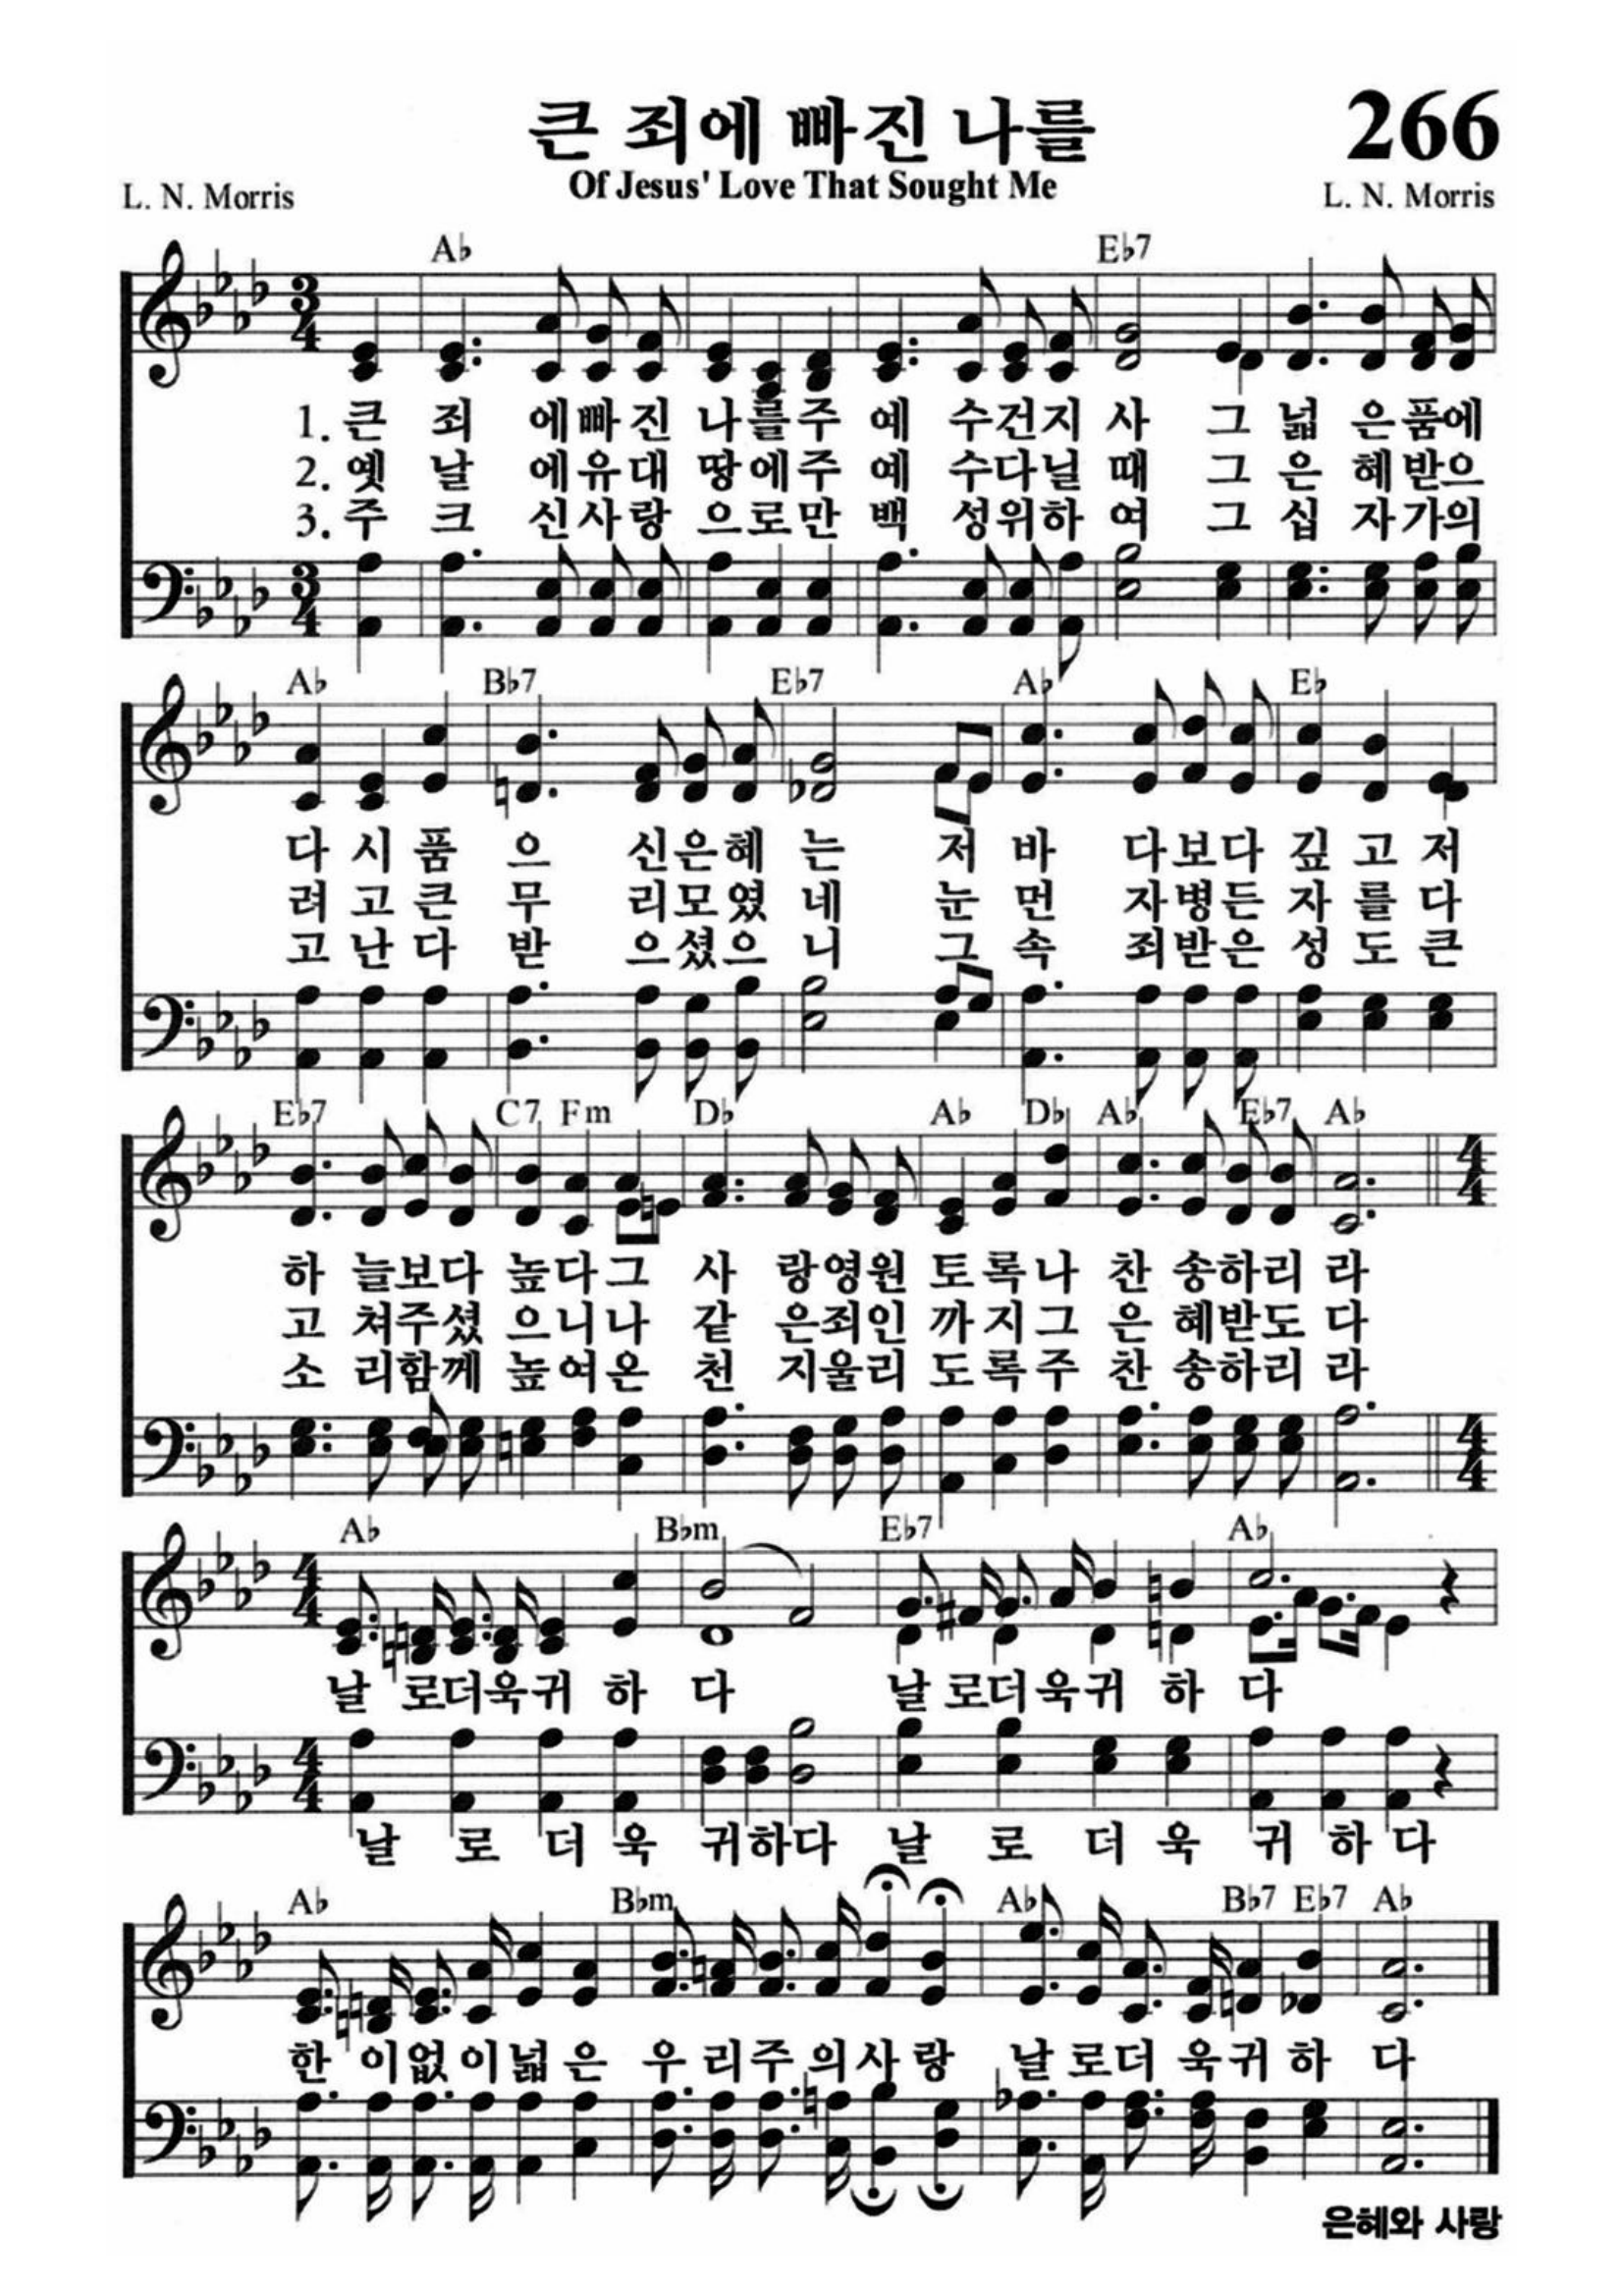 큰 죄에 빠진 나를
266
Of Jesus' Love That Sought Me
L. N. Morris
L. N. Morris
A♭ E♭7
3/4
1. 큰 죄 에빠진 나를주 예 수건지 사 그 넓 은품에
2. 옛 날 에유대 땅에주 예 수다닐 때 그 은 혜받으
3. 주 크 신사랑 으로만 백 성위하 여 그 십 자가의
3/4
A♭ B♭7 E♭7 A♭ E♭
다 시 품 으 신은혜 는 저 바 다보다 깊 고 저
려 고 큰 무 리모였 네 눈 먼 자병든 자 를 다
고 난 다 받 으셨으 니 그 속 죄받은 성 도 큰
E♭7 C7 Fm D♭ A♭ D♭ A♭ E♭7 A♭
4/4
하 늘보다 높다그 사 랑영원 토록나 찬 송하리 라
고 쳐주셨 으니나 같 은죄인 까지그 은 혜받도 다
소 리함께 높여온 천 지울리 도록주 찬 송하리 라
4/4
A♭ B♭m E♭7 A♭
4/4
날 로더욱귀 하 다 날 로더욱귀 하 다
4/4
날 로 더 욱 귀하다 날 로 더 욱 귀 하 다
A♭ B♭m A♭ B♭7 E♭7 A♭
한 이없이넓 은 우 리주 의사 랑 날 로더 욱귀 하 다
은혜와 사랑